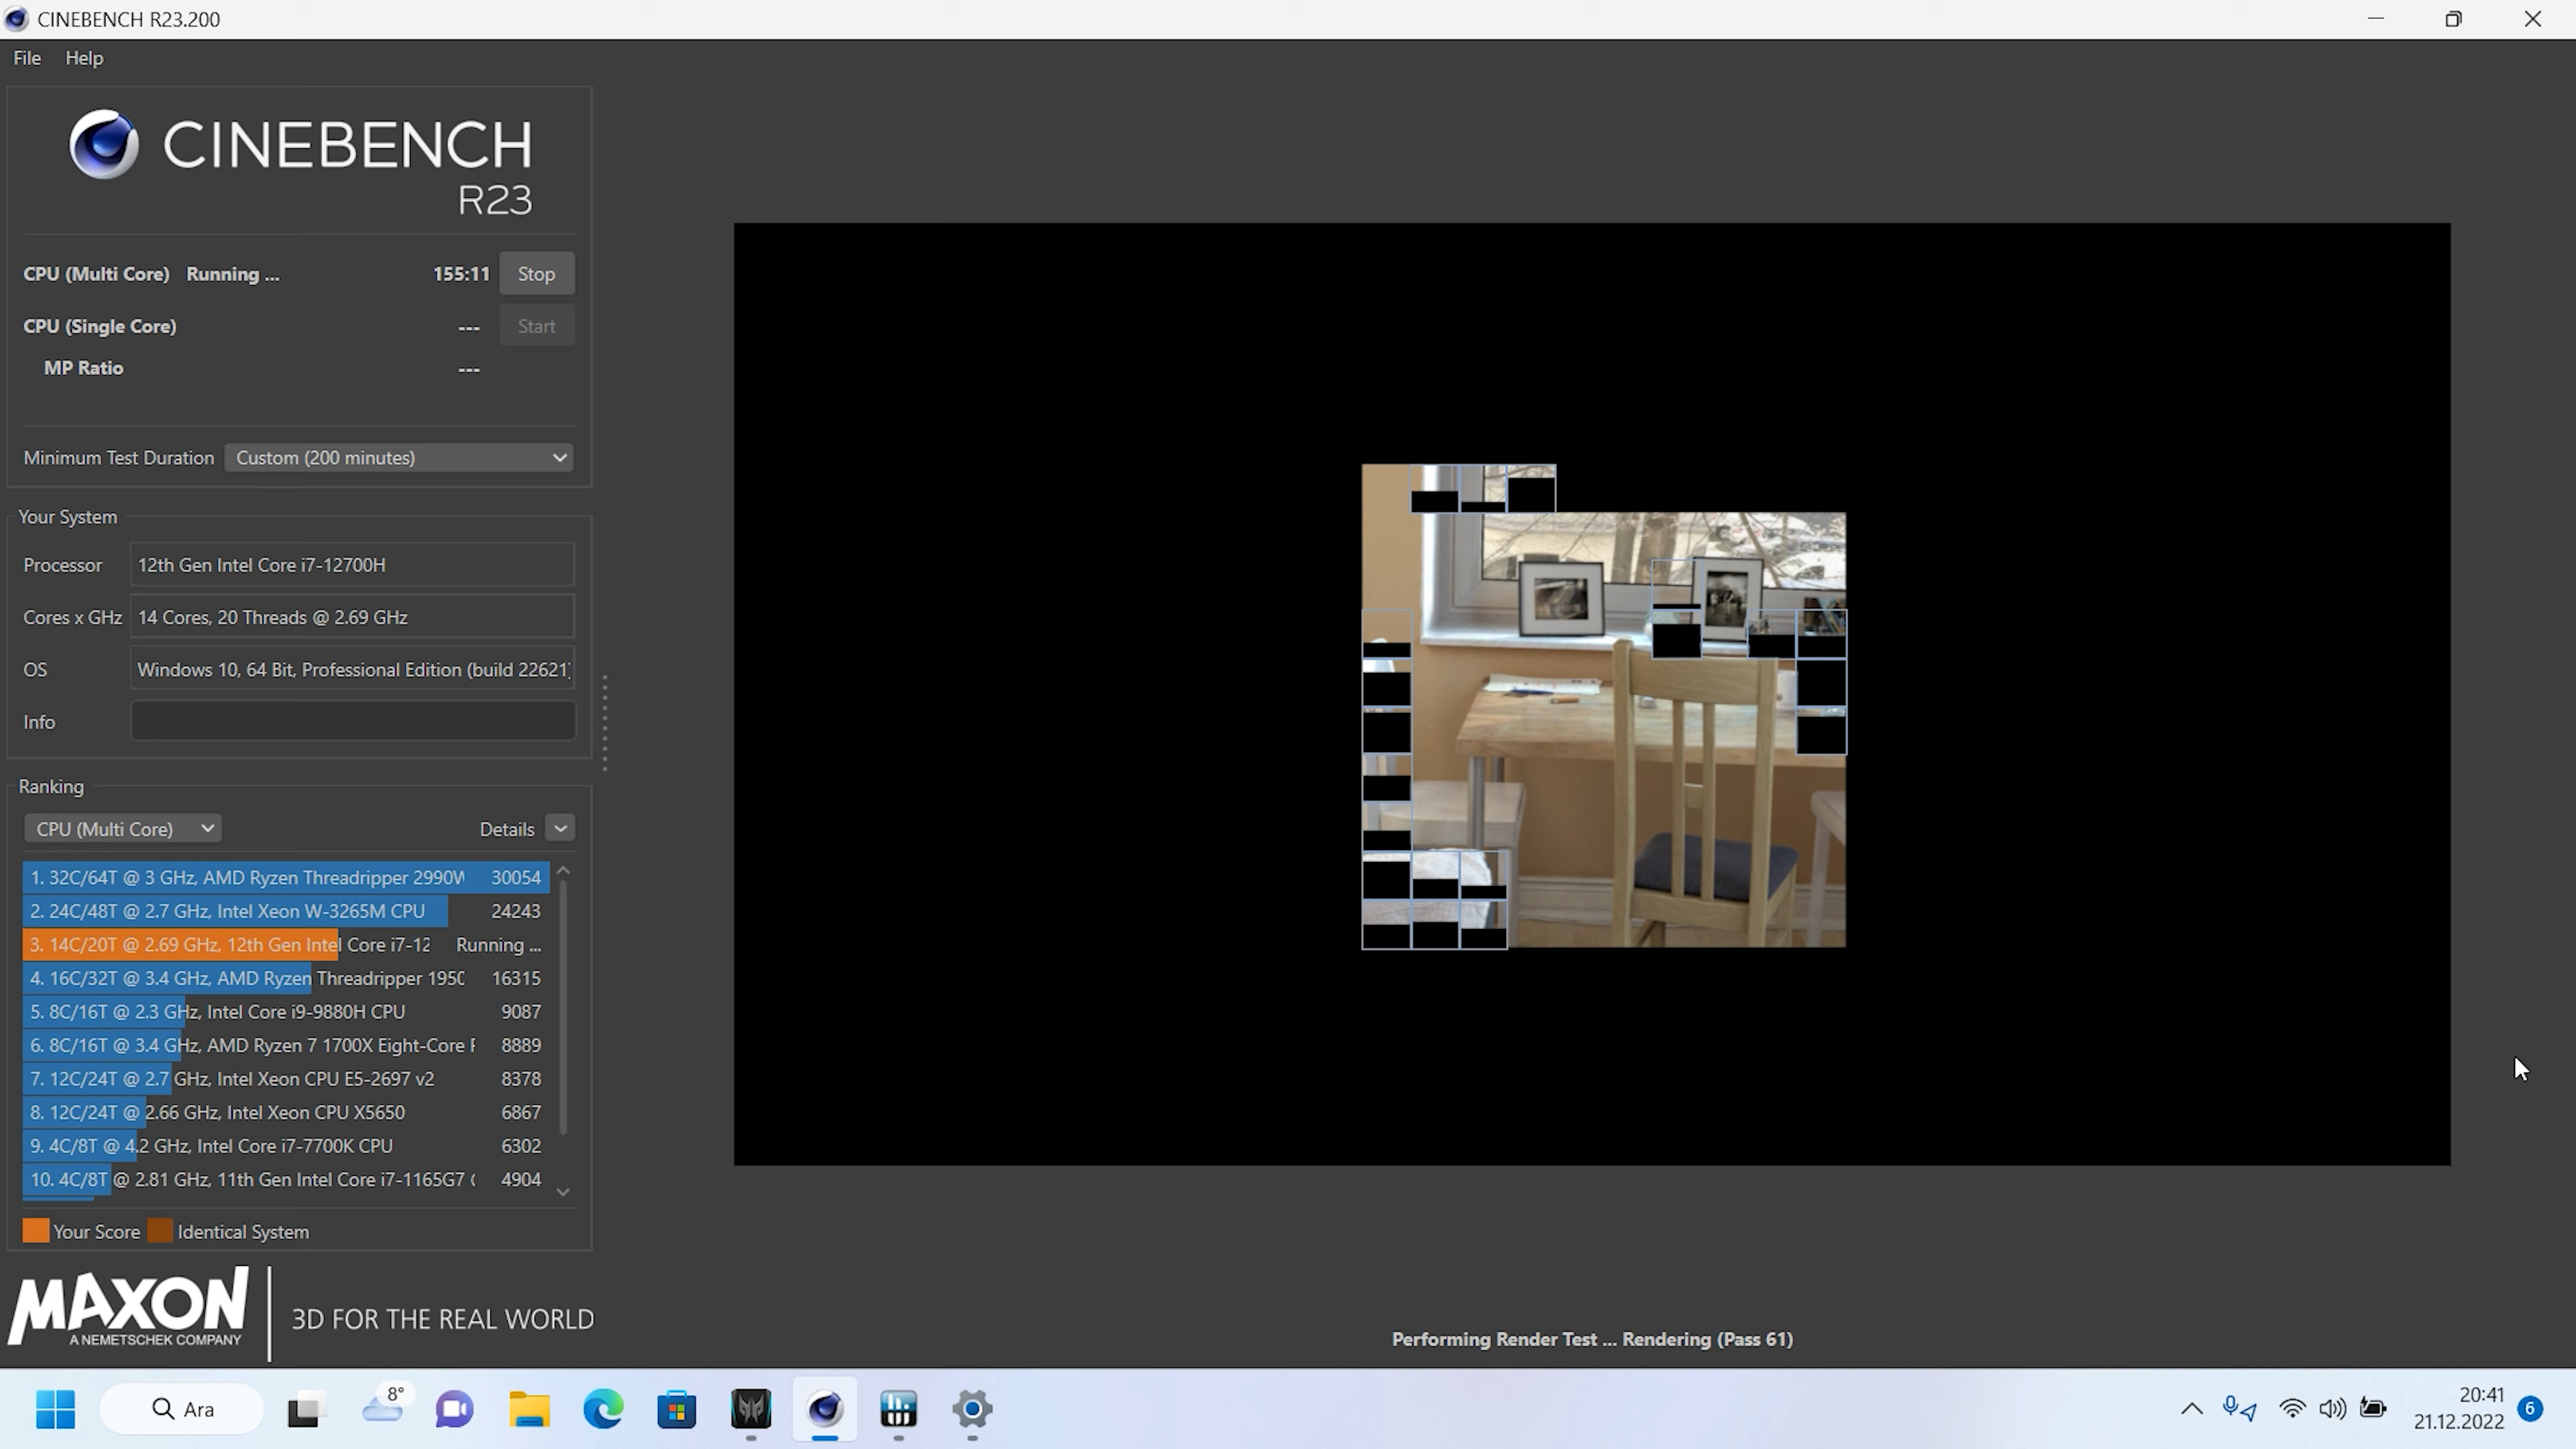 CINEBENCH R23.200
File Help
CINEBENCH
R23
CPU (Multi Core) Running ... 155:11 Stop
CPU (Single Core) --- Start
MP Ratio ---
Minimum Test Duration Custom (200 minutes)
Your System
Processor 12th Gen Intel Core i7-12700H
Cores x GHz 14 Cores, 20 Threads @ 2.69 GHz
OS Windows 10, 64 Bit, Professional Edition (build 22621)
Info
Ranking
CPU (Multi Core) Details
1. 32C/64T @ 3 GHz, AMD Ryzen Threadripper 2990W 30054
2. 24C/48T @ 2.7 GHz, Intel Xeon W-3265M CPU 24243
3. 14C/20T @ 2.69 GHz, 12th Gen Intel Core i7-12 Running ...
4. 16C/32T @ 3.4 GHz, AMD Ryzen Threadripper 1950 16315
5. 8C/16T @ 2.3 GHz, Intel Core i9-9880H CPU 9087
6. 8C/16T @ 3.4 GHz, AMD Ryzen 7 1700X Eight-Core 8889
7. 12C/24T @ 2.7 GHz, Intel Xeon CPU E5-2697 v2 8378
8. 12C/24T @ 2.66 GHz, Intel Xeon CPU X5650 6867
9. 4C/8T @ 4.2 GHz, Intel Core i7-7700K CPU 6302
10. 4C/8T @ 2.81 GHz, 11th Gen Intel Core i7-1165G7 4904
Your Score Identical System
MAXON
A NEMETSCHEK COMPANY
3D FOR THE REAL WORLD
Performing Render Test ... Rendering (Pass 61)
Ara
8°
20:41
21.12.2022
6